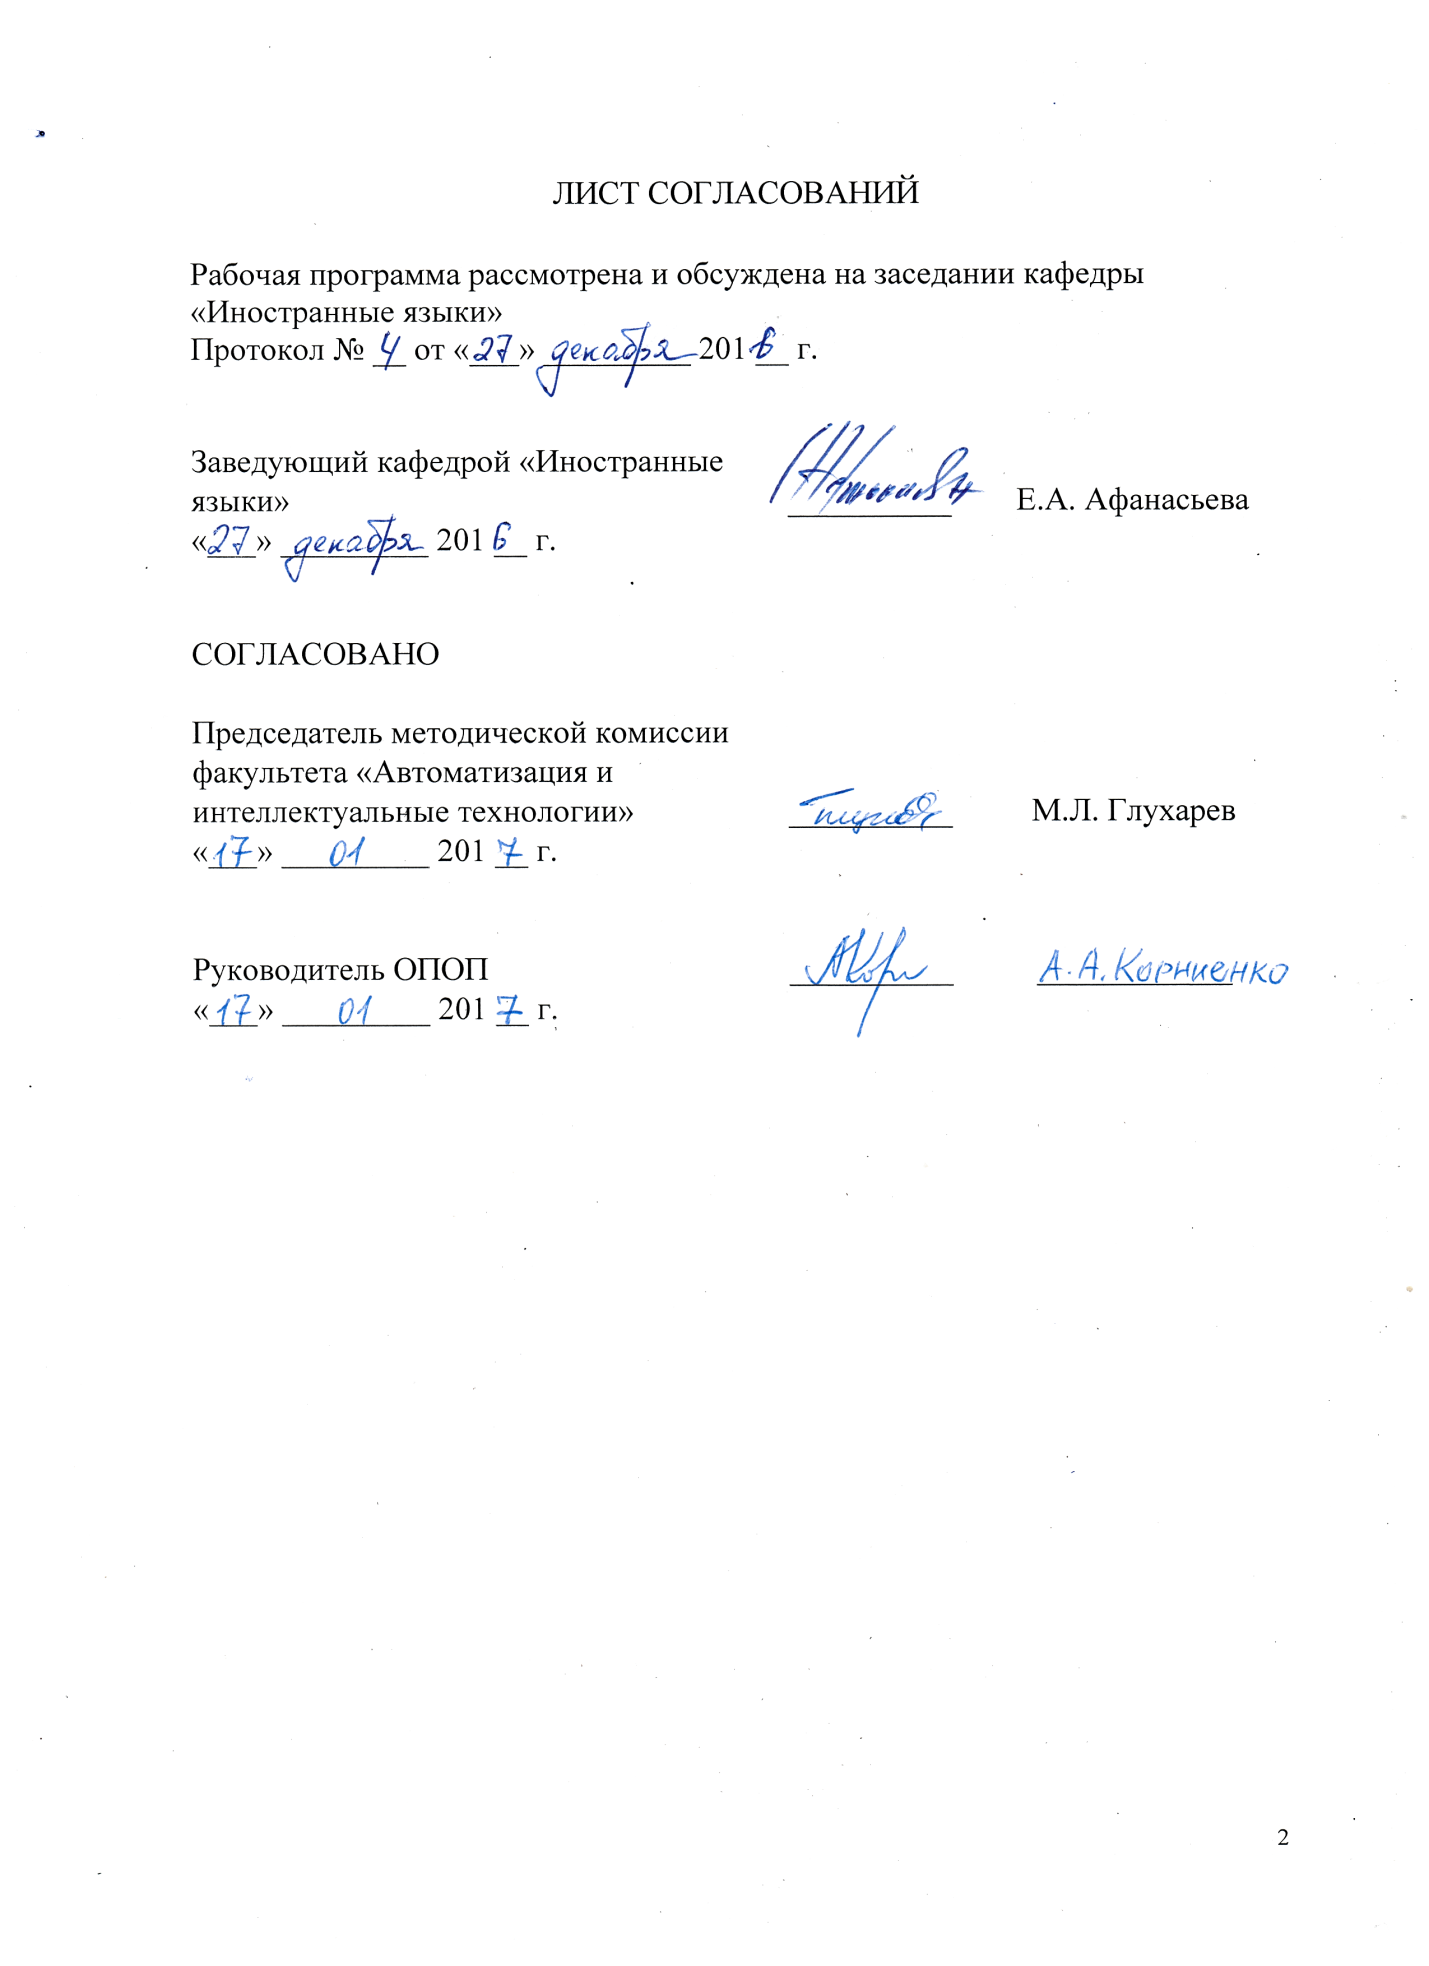 ЛИСТ СОГЛАСОВАНИЙ
Рабочая программа рассмотрена и обсуждена на заседании кафедры
«Иностранные языки»
Протокол № 4 от «27» декабря 2016 г.
Заведующий кафедрой «Иностранные
языки» Е.А. Афанасьева
«27» декабря 2016 г.
СОГЛАСОВАНО
Председатель методической комиссии
факультета «Автоматизация и
интеллектуальные технологии» М.Л. Глухарев
«17» 01 2017 г.
Руководитель ОПОП А.А. Корниенко
«17» 01 2017 г.
2